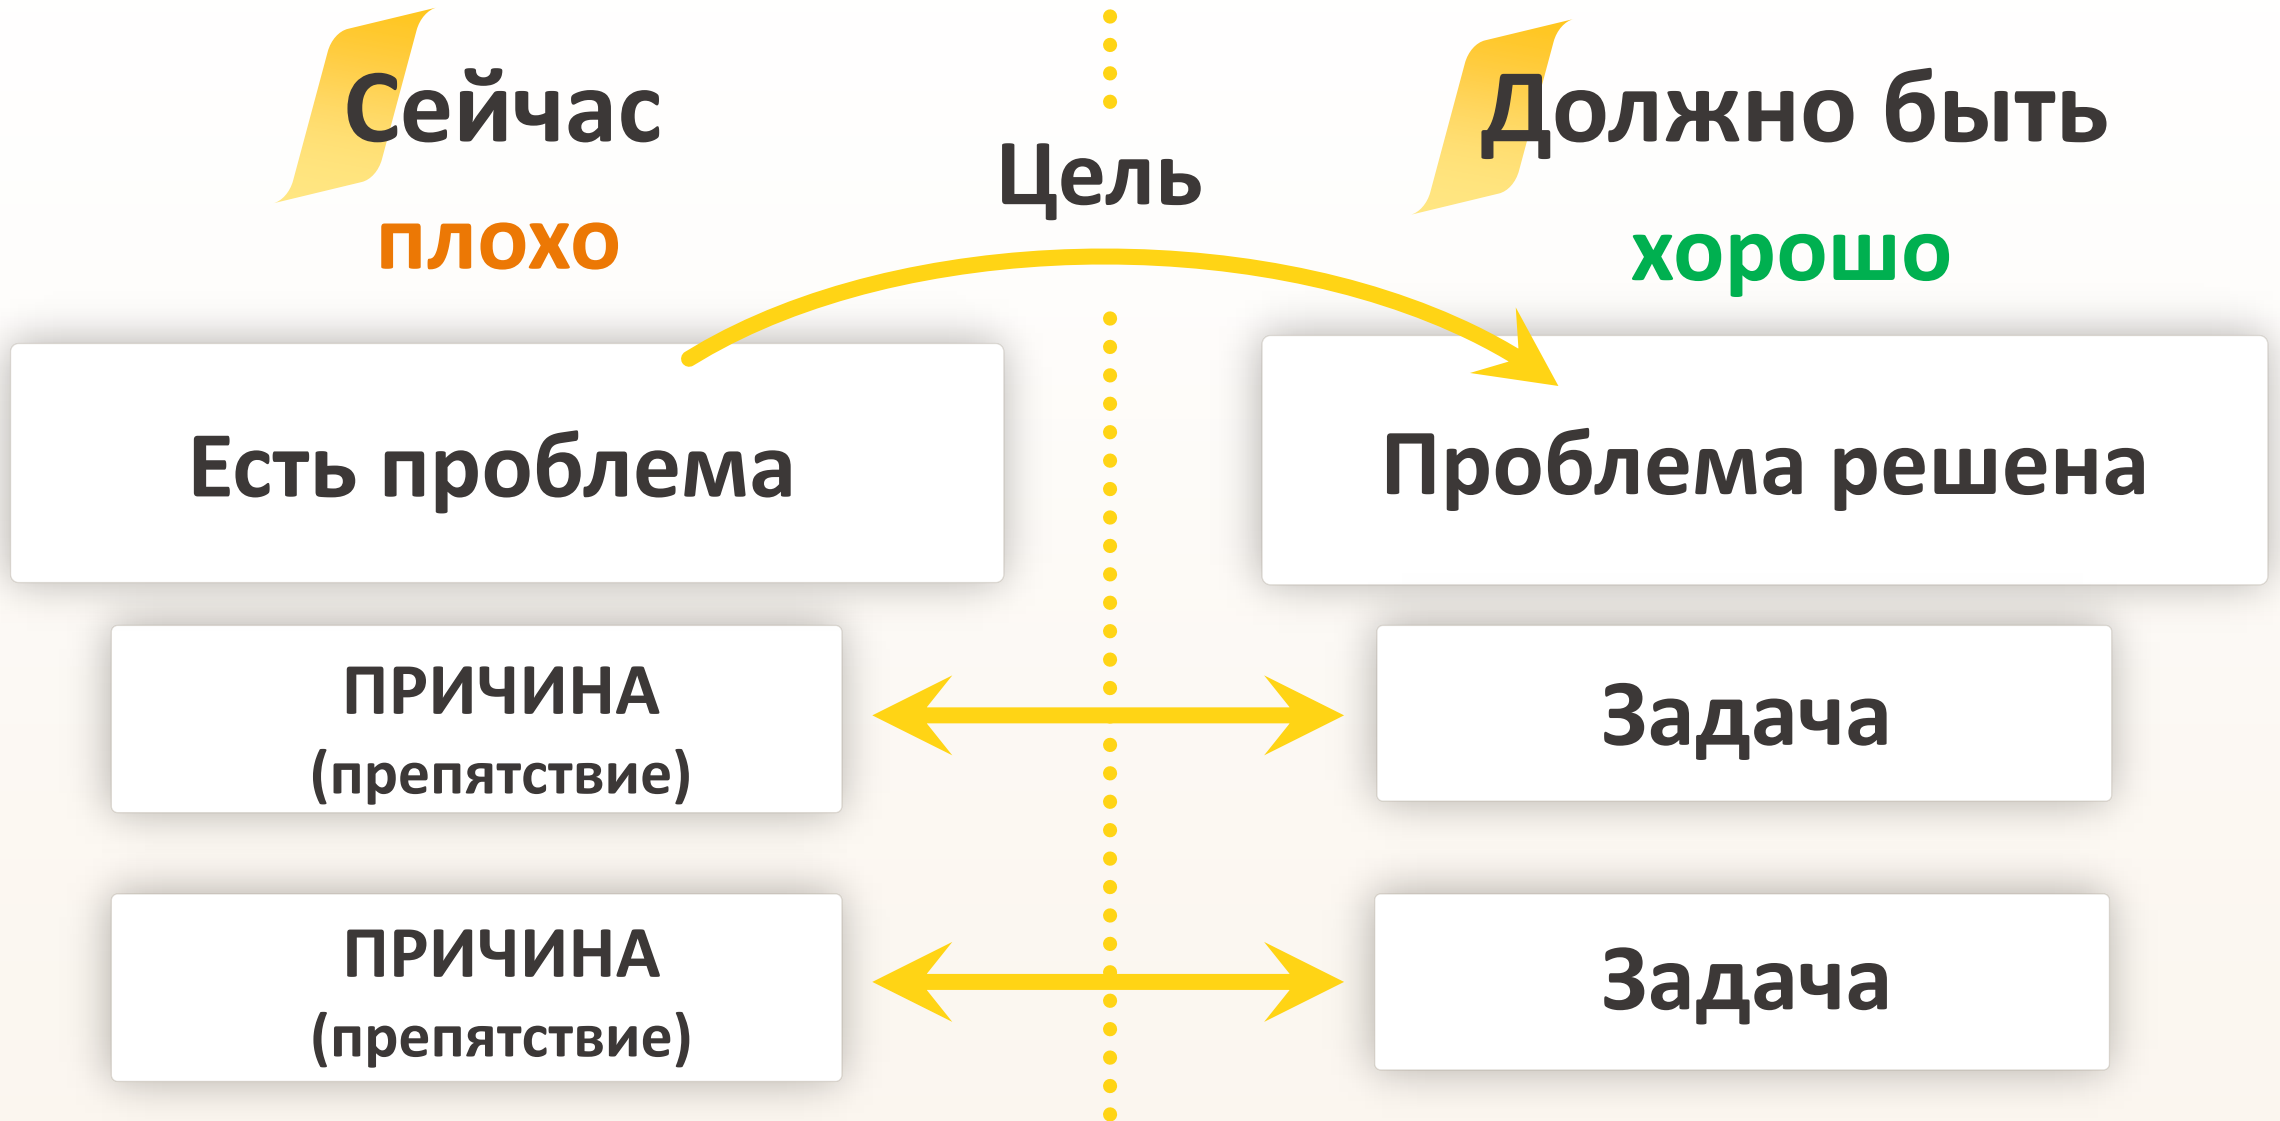 Сейчас
плохо
Цель
Должно быть
хорошо
Есть проблема
Проблема решена
ПРИЧИНА
(препятствие)
Задача
ПРИЧИНА
(препятствие)
Задача